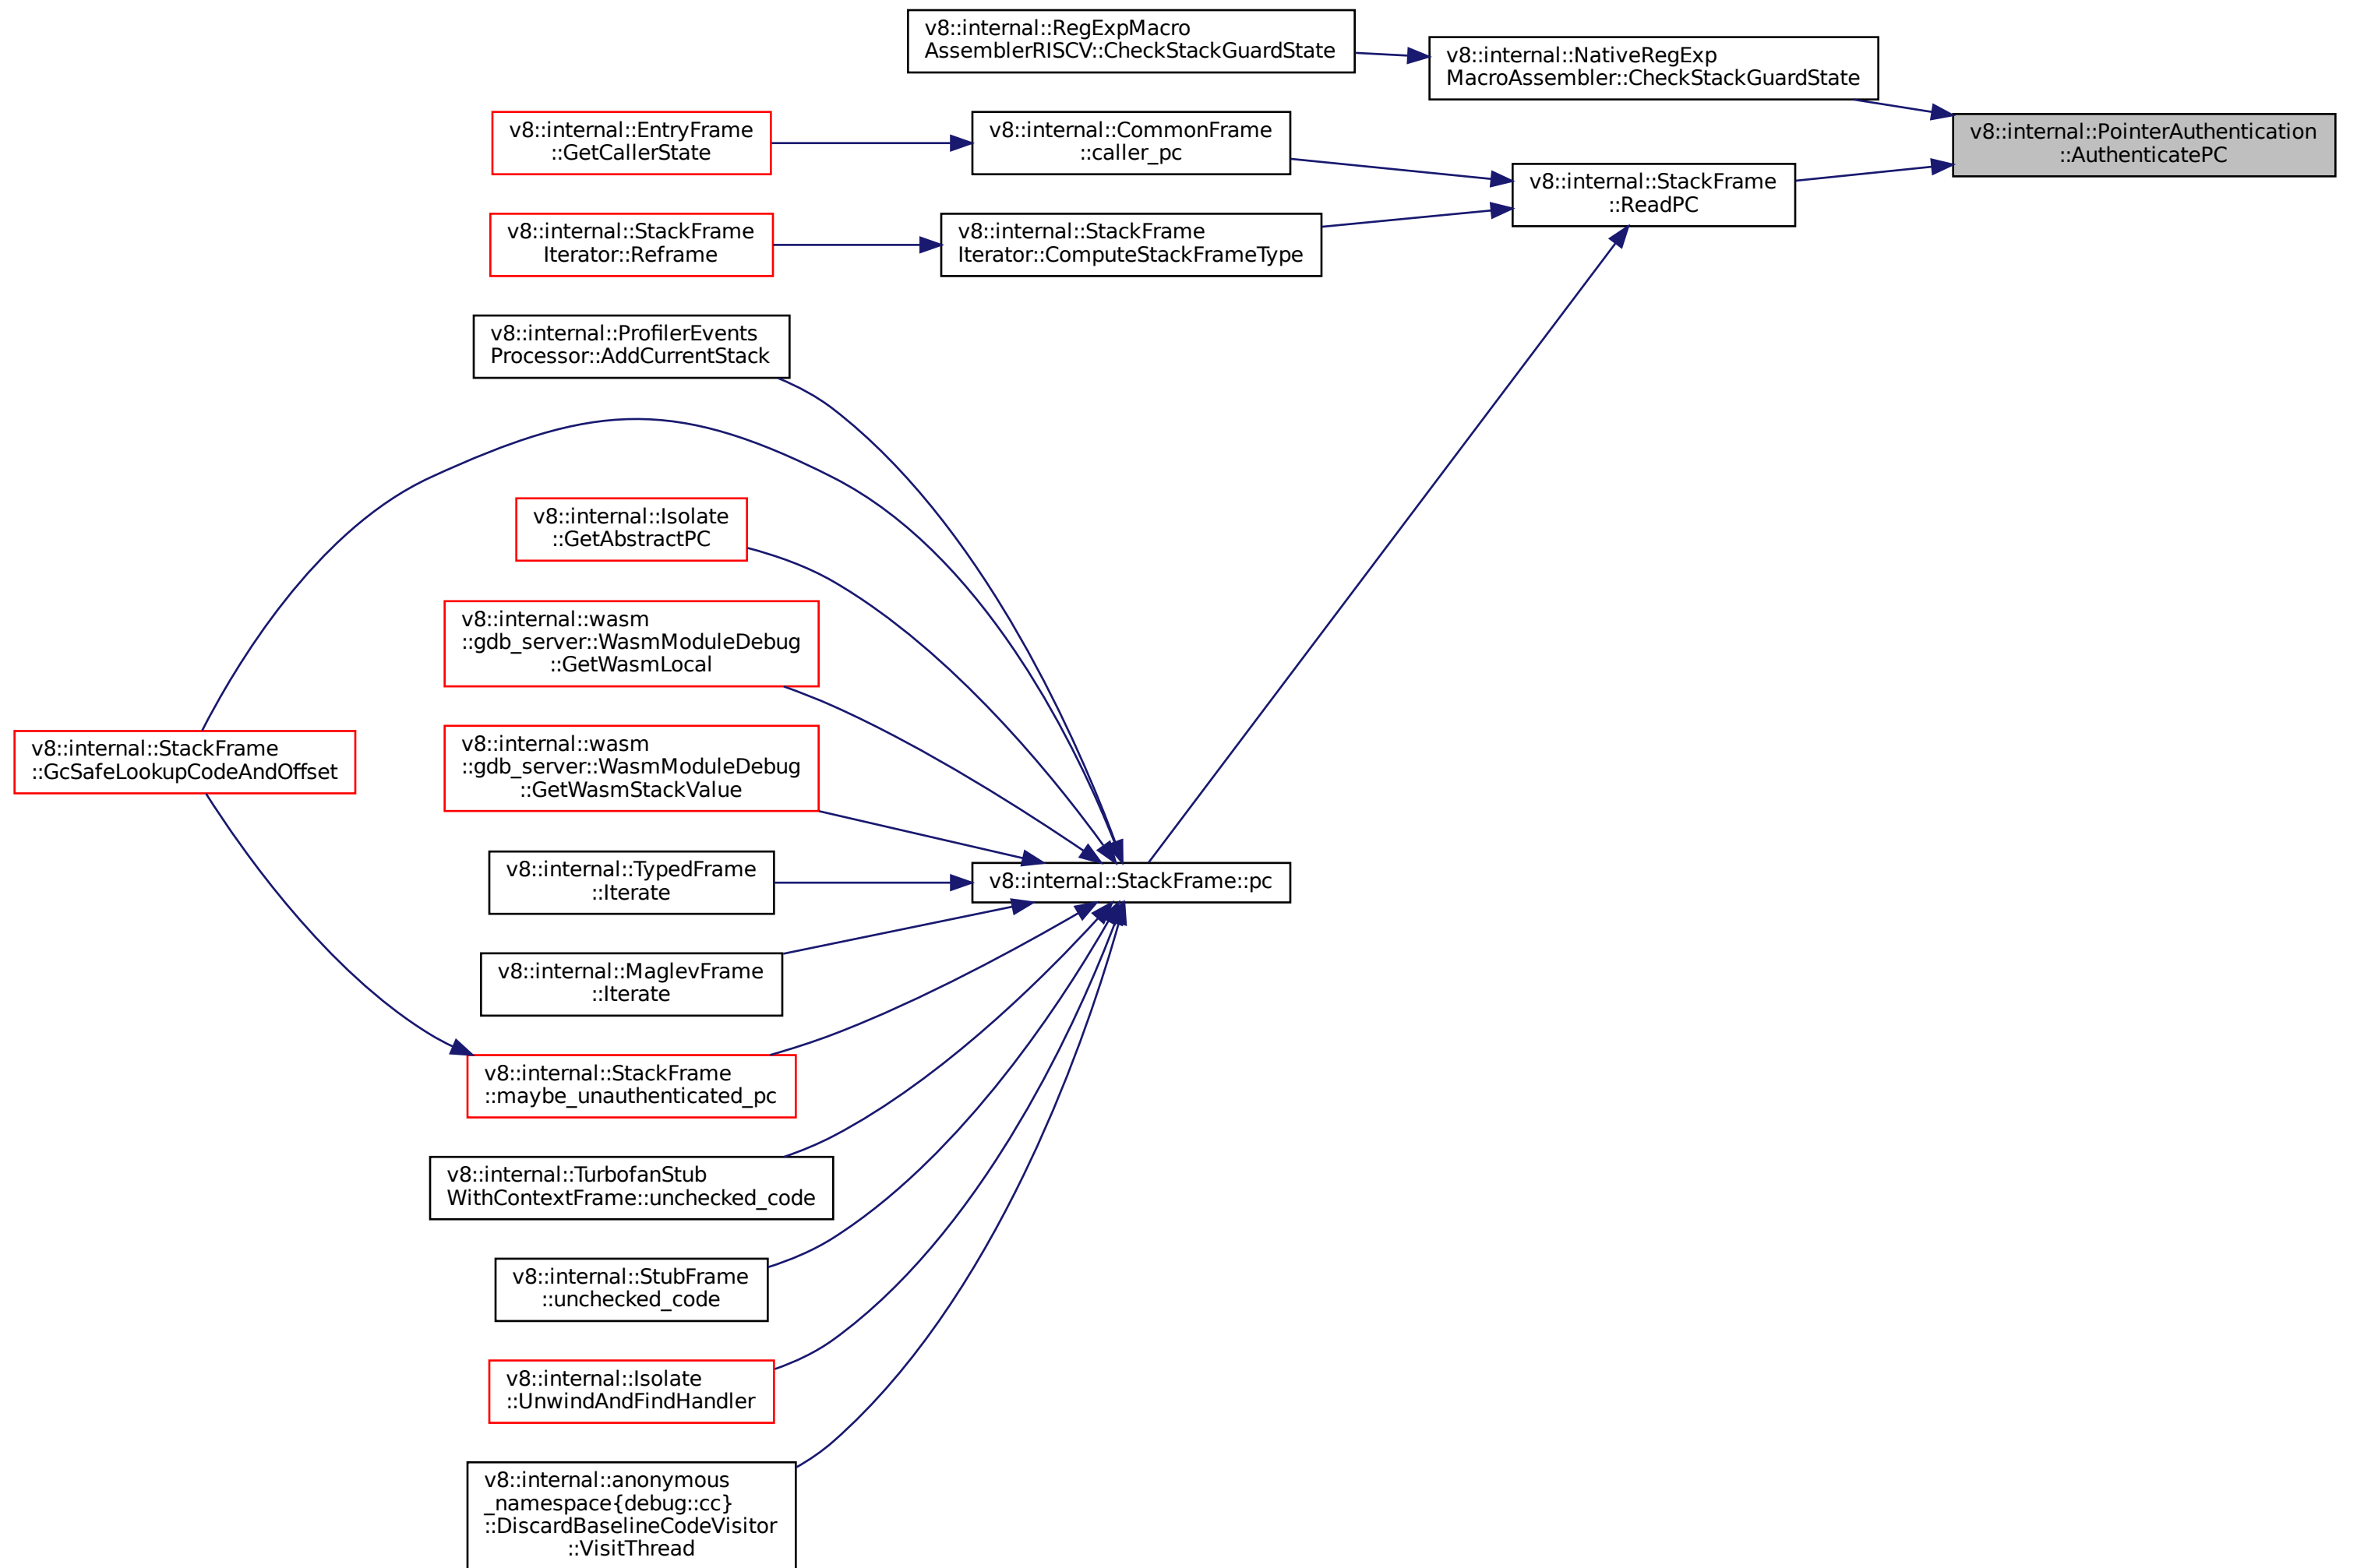 v8::internal::RegExpMacro
AssemblerRISCV::CheckStackGuardState
v8::internal::NativeRegExp
MacroAssembler::CheckStackGuardState
v8::internal::EntryFrame
::GetCallerState
v8::internal::CommonFrame
::caller_pc
v8::internal::PointerAuthentication
::AuthenticatePC
v8::internal::StackFrame
::ReadPC
v8::internal::StackFrame
Iterator::Reframe
v8::internal::StackFrame
Iterator::ComputeStackFrameType
v8::internal::ProfilerEvents
Processor::AddCurrentStack
v8::internal::Isolate
::GetAbstractPC
v8::internal::wasm
::gdb_server::WasmModuleDebug
::GetWasmLocal
v8::internal::StackFrame
::GcSafeLookupCodeAndOffset
v8::internal::wasm
::gdb_server::WasmModuleDebug
::GetWasmStackValue
v8::internal::TypedFrame
::Iterate
v8::internal::StackFrame::pc
v8::internal::MaglevFrame
::Iterate
v8::internal::StackFrame
::maybe_unauthenticated_pc
v8::internal::TurbofanStub
WithContextFrame::unchecked_code
v8::internal::StubFrame
::unchecked_code
v8::internal::Isolate
::UnwindAndFindHandler
v8::internal::anonymous
_namespace{debug::cc}
::DiscardBaselineCodeVisitor
::VisitThread